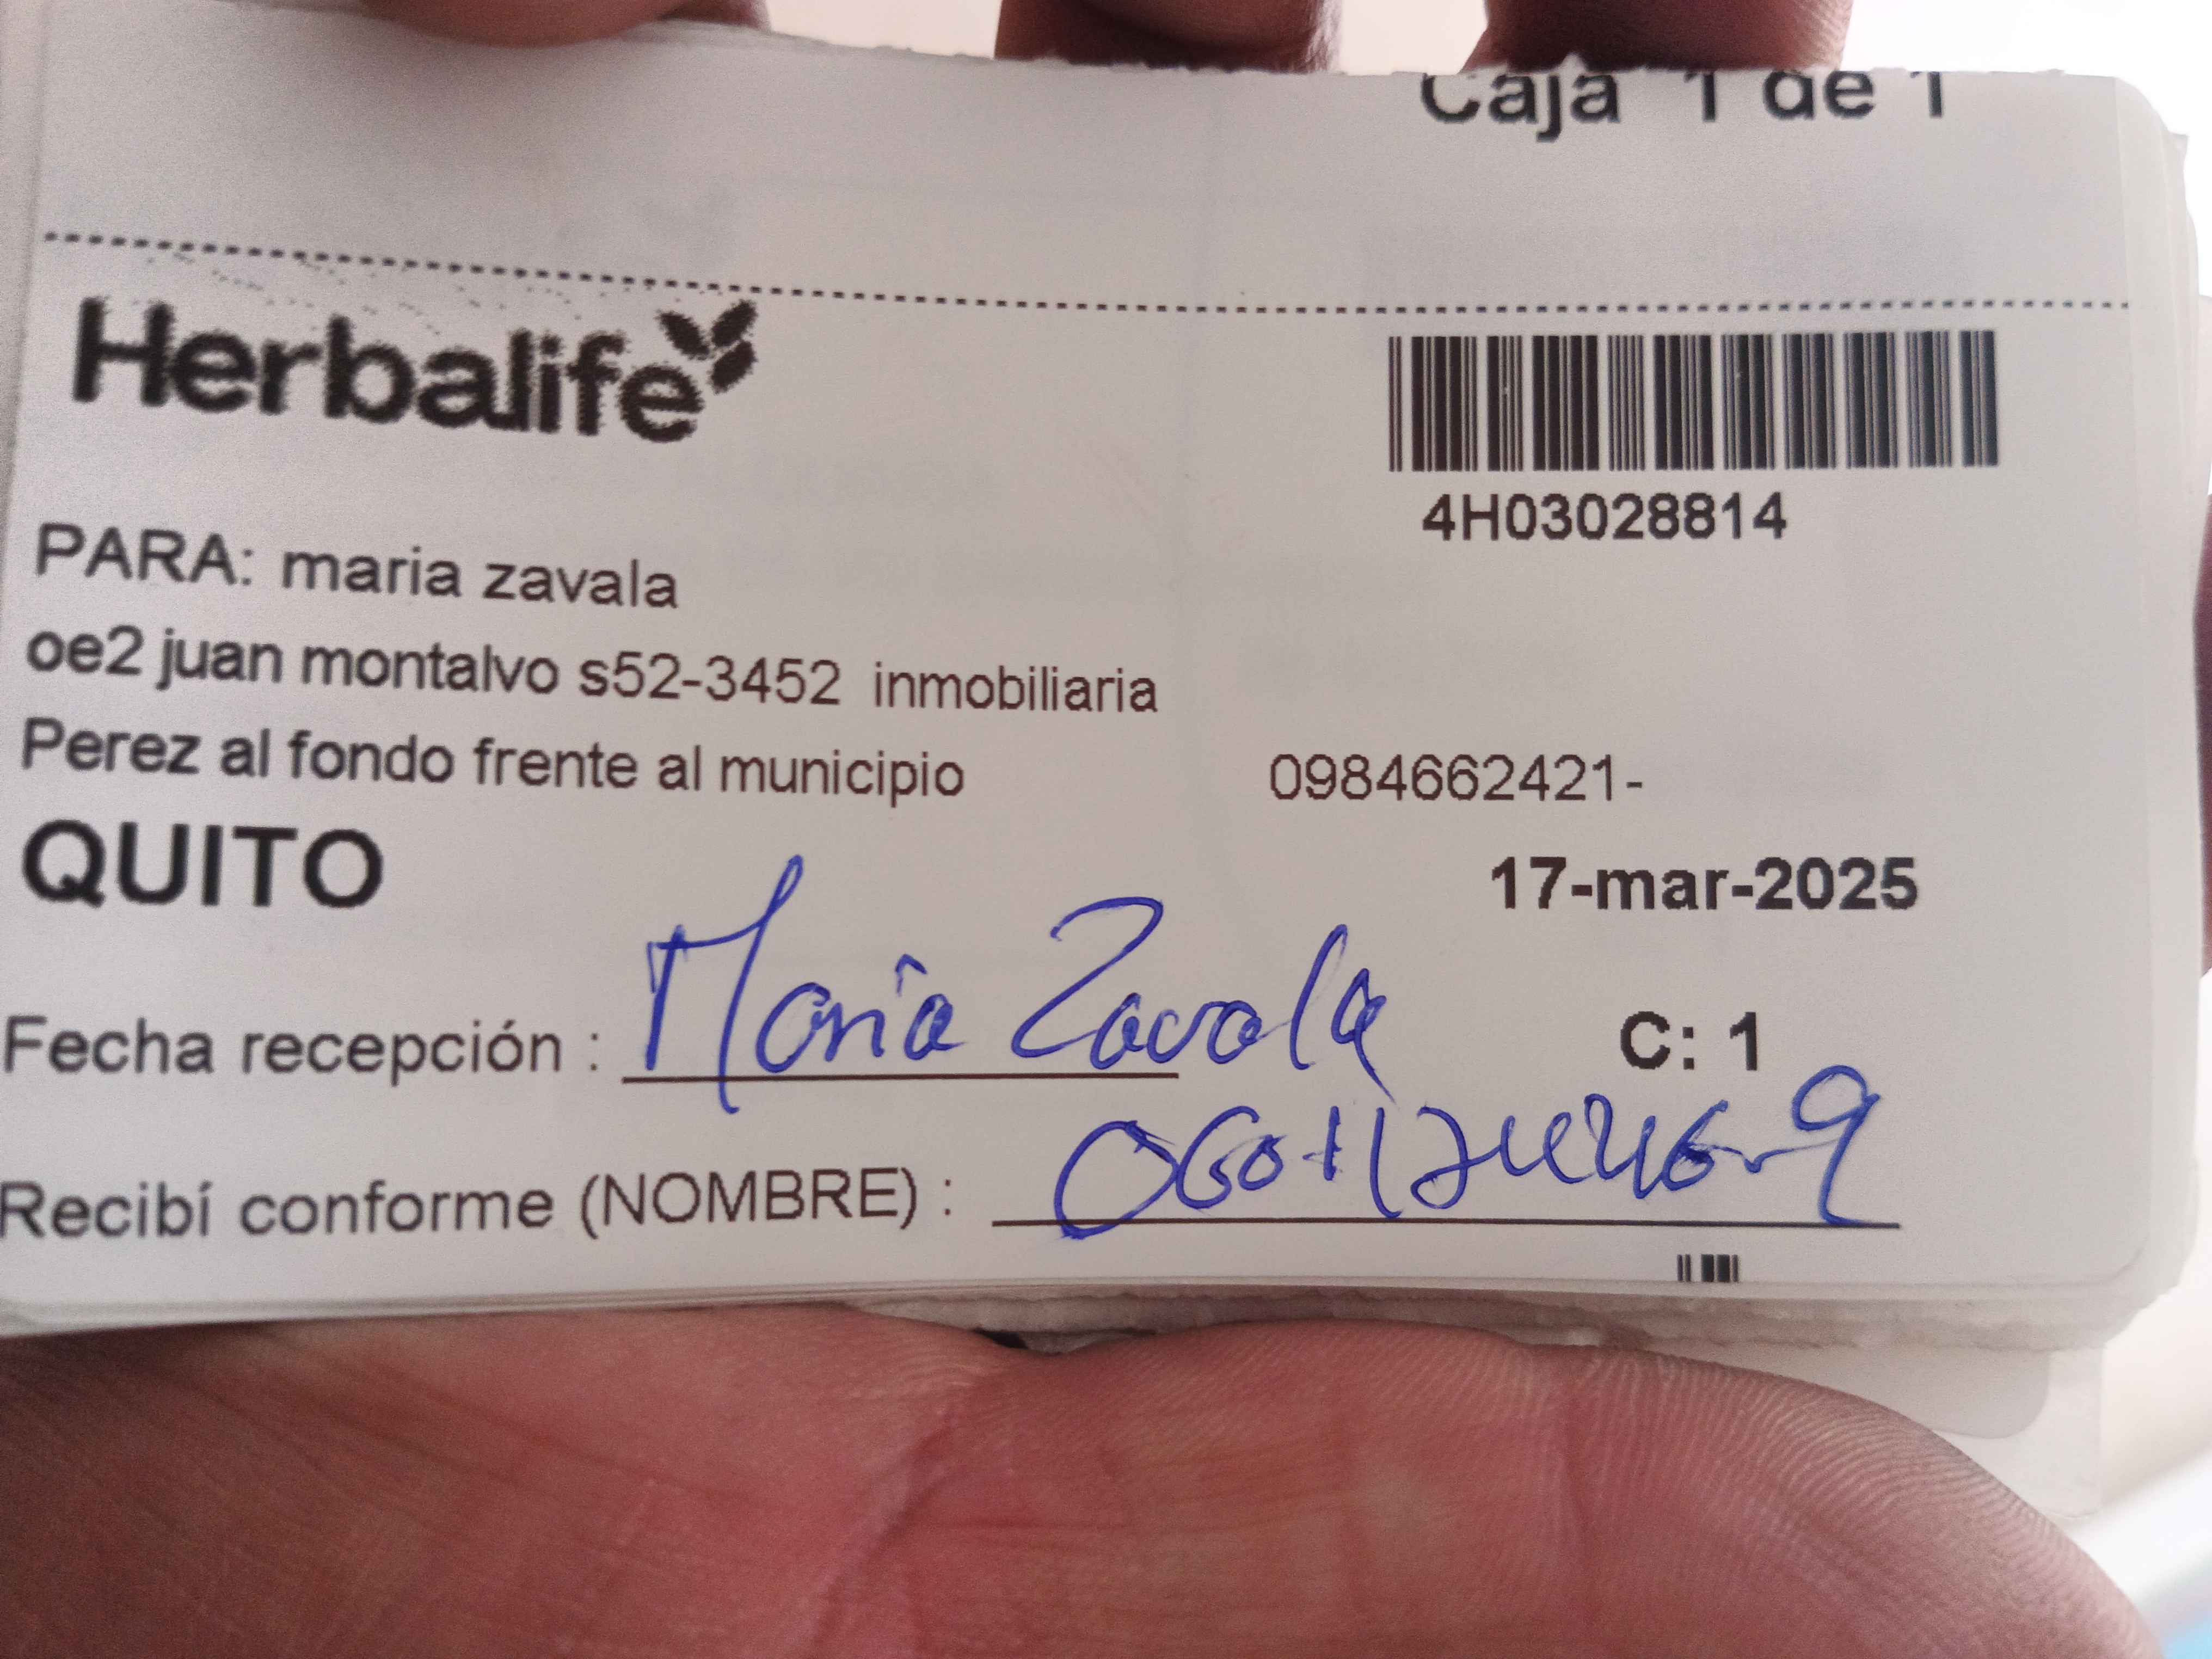 Caja 1 de 1
Herbalife
4H03028814
PARA: maria zavala
oe2 juan montalvo s52-3452 inmobiliaria
Perez al fondo frente al municipio 0984662421-
QUITO
17-mar-2025
Fecha recepción : Maria Zavala
C: 1
Recibí conforme (NOMBRE) :